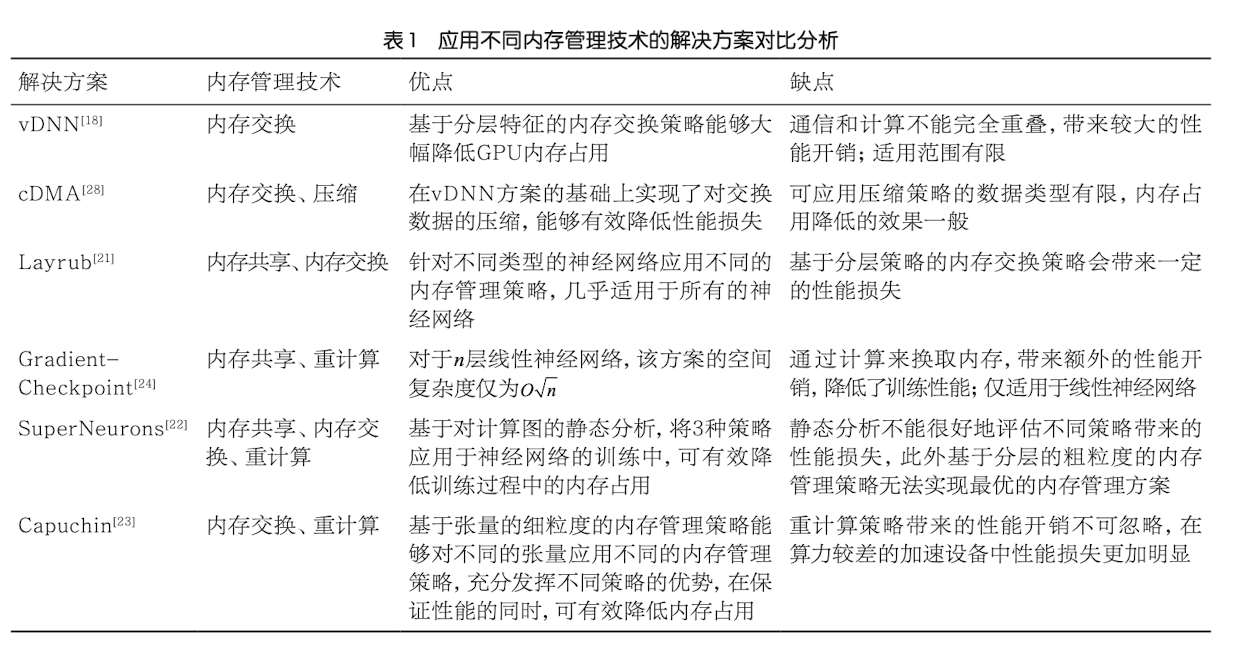 表1 应用不同内存管理技术的解决方案对比分析
解决方案 内存管理技术 优点 缺点
vDNN[18] 内存交换 基于分层特征的内存交换策略能够大 通信和计算不能完全重叠，带来较大的性
幅降低GPU内存占用 能开销；适用范围有限
cDMA[28] 内存交换、压缩 在vDNN方案的基础上实现了对交换 可应用压缩策略的数据类型有限，内存占
数据的压缩，能够有效降低性能损失 用降低的效果一般
Layrub[21] 内存共享、内存交换 针对不同类型的神经网络应用不同的 基于分层策略的内存交换策略会带来一定
内存管理策略，几乎适用于所有的神 的性能损失
经网络
Gradient- 内存共享、重计算 对于n层线性神经网络，该方案的空间 通过计算来换取内存，带来额外的性能开
Checkpoint[24] 复杂度仅为O√n 销，降低了训练性能；仅适用于线性神经网络
SuperNeurons[22] 内存共享、内存交 基于对计算图的静态分析，将3种策略 静态分析不能很好地评估不同策略带来的
换、重计算 应用于神经网络的训练中，可有效降 性能损失，此外基于分层的粗粒度的内存
低训练过程中的内存占用 管理策略无法实现最优的内存管理方案
Capuchin[23] 内存交换、重计算 基于张量的细粒度的内存管理策略能 重计算策略带来的性能开销不可忽略，在
够对不同的张量应用不同的内存管理 算力较差的加速设备中性能损失更加明显
策略，充分发挥不同策略的优势，在保
证性能的同时，可有效降低内存占用